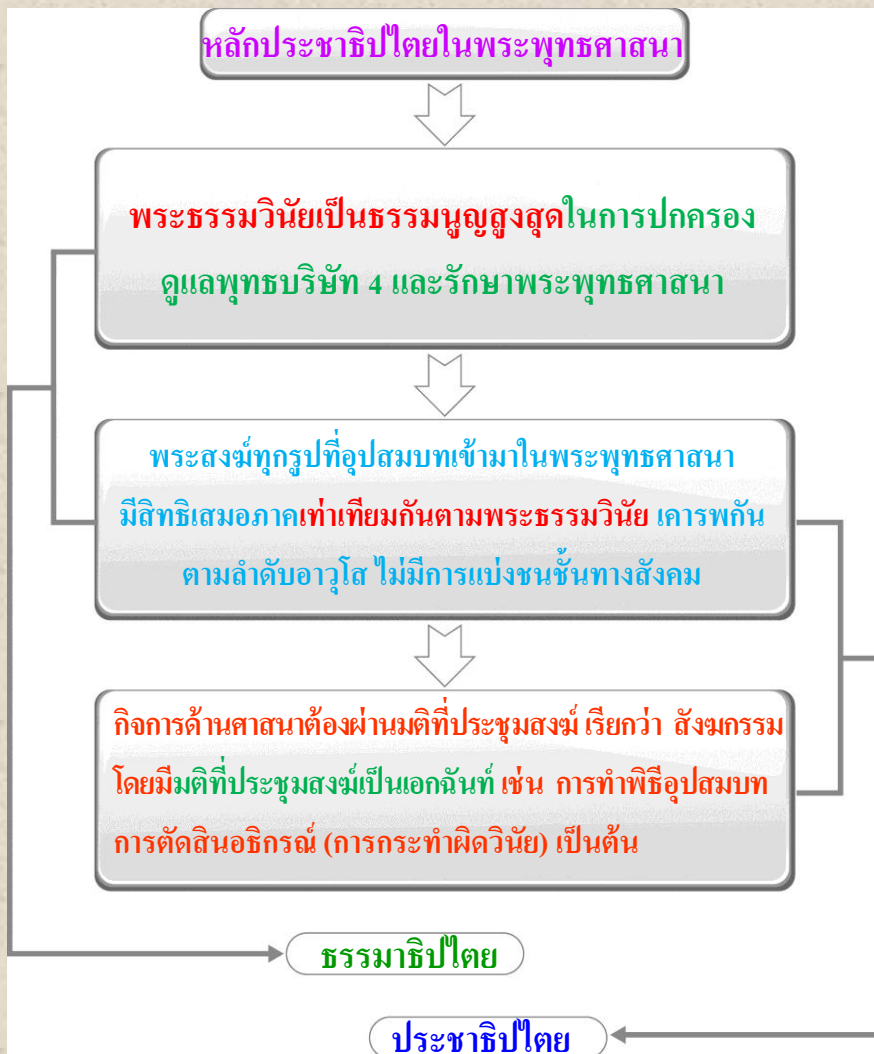 หลักประชาธิปไตยในพระพุทธศาสนา
พระธรรมวินัยเป็นธรรมนูญสูงสุดในการปกครอง
ดูแลพุทธบริษัท 4 และรักษาพระพุทธศาสนา
พระสงฆ์ทุกรูปที่อุปสมบทเข้ามาในพระพุทธศาสนา
มีสิทธิเสมอภาคเท่าเทียมกันตามพระธรรมวินัย เคารพกัน
ตามลำดับอาวุโส ไม่มีการแบ่งชนชั้นทางสังคม
กิจการด้านศาสนาต้องผ่านมติที่ประชุมสงฆ์ เรียกว่า สังฆกรรม
โดยมีมติที่ประชุมสงฆ์เป็นเอกฉันท์ เช่น การทำพิธีอุปสมบท
การตัดสินอธิกรณ์ (การกระทำผิดวินัย) เป็นต้น
ธรรมาธิปไตย
ประชาธิปไตย